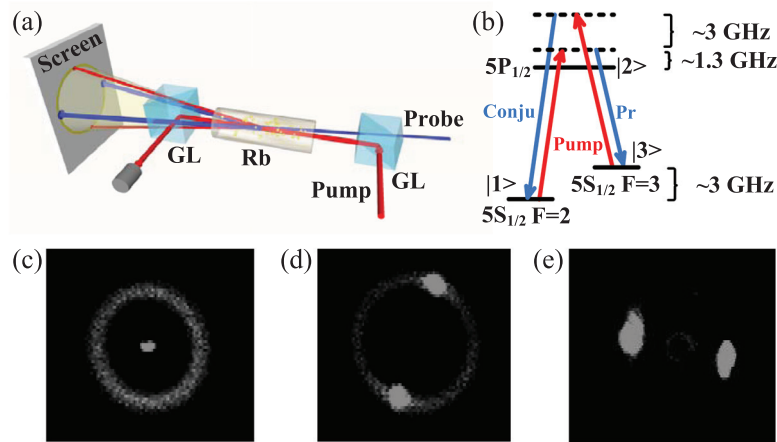 (a)
Screen
GL
Rb
Probe
Pump
GL
(b)
~3 GHz
~1.3 GHz
5P1/2
|2>
Conju
Pump
Pr
|3>
|1>
5S1/2 F=3
~3 GHz
5S1/2 F=2
(c)
(d)
(e)